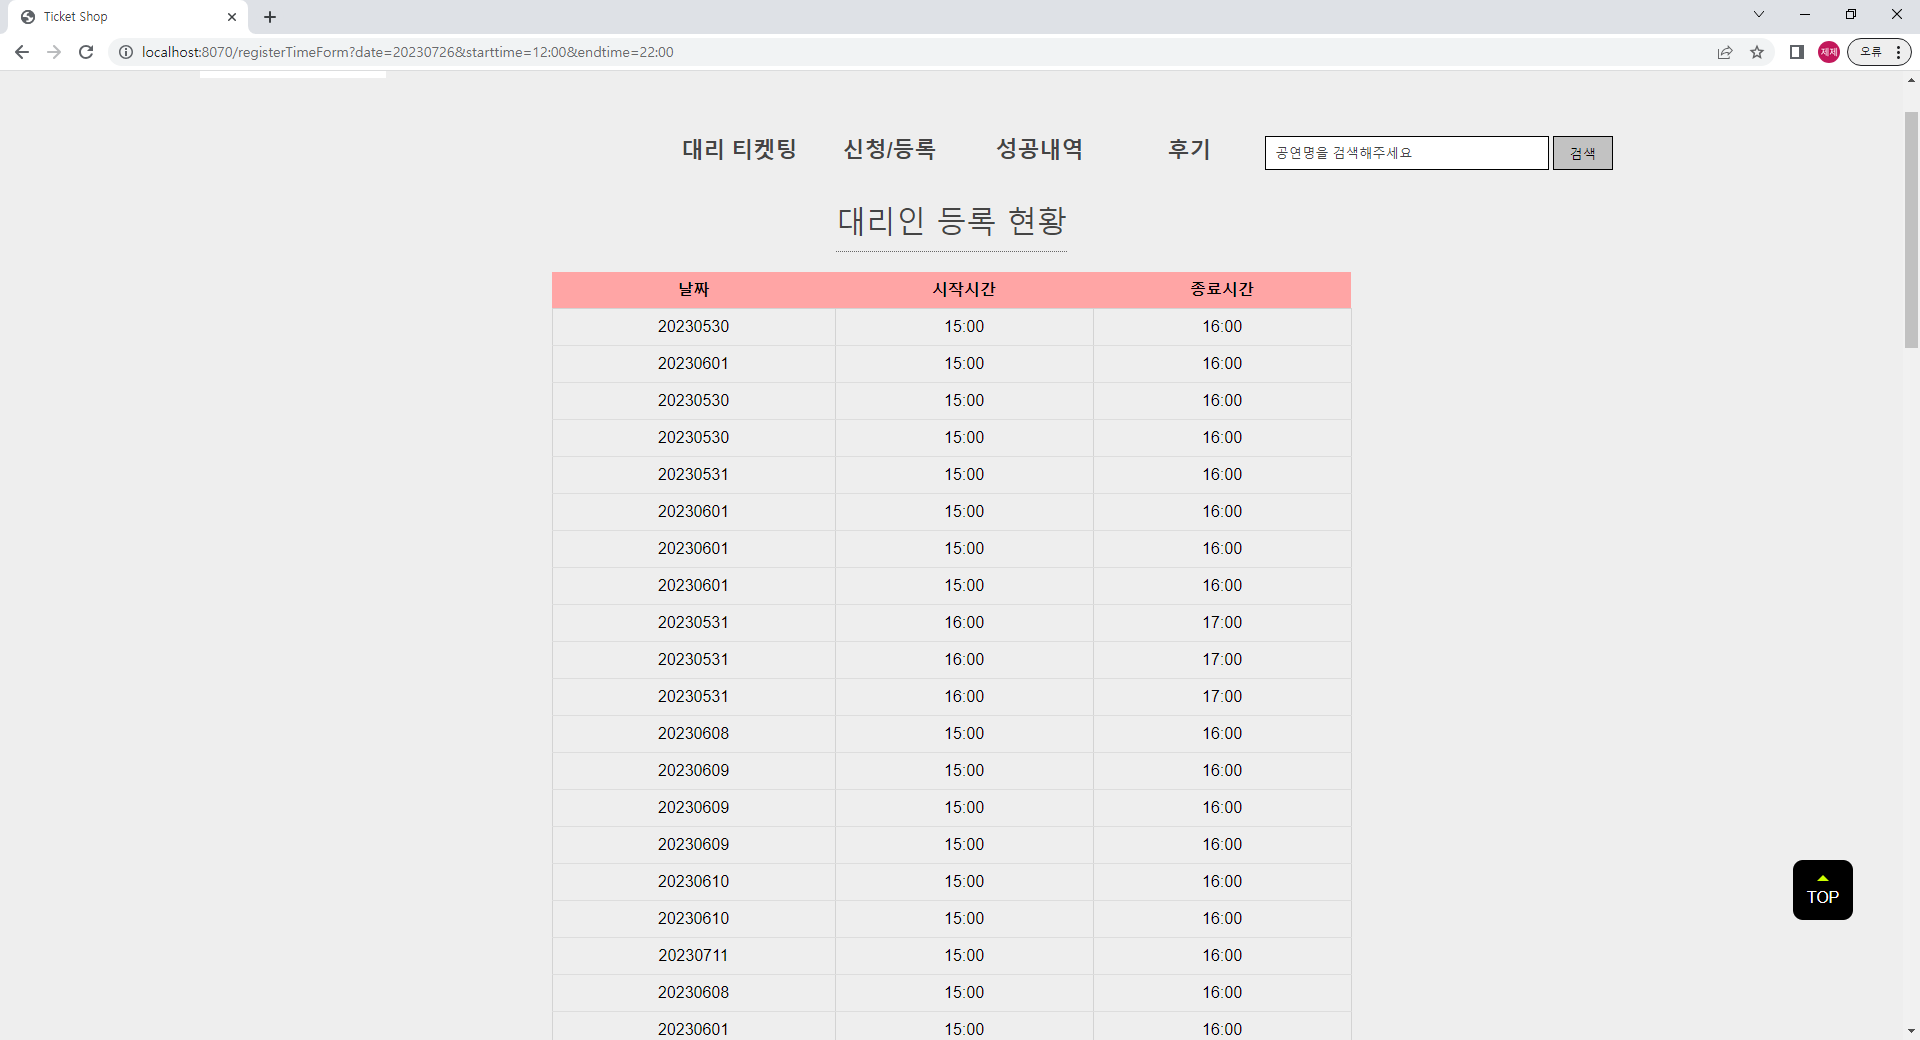 Ticket Shop
localhost:8070/registerTimeForm?date=20230726&starttime=12:00&endtime=22:00
제제
오류
대리 티켓팅 신청/등록 성공내역 후기 공연명을 검색해주세요 검색
대리인 등록 현황
날짜 시작시간 종료시간
20230530 15:00 16:00
20230601 15:00 16:00
20230530 15:00 16:00
20230530 15:00 16:00
20230531 15:00 16:00
20230601 15:00 16:00
20230601 15:00 16:00
20230601 15:00 16:00
20230531 16:00 17:00
20230531 16:00 17:00
20230531 16:00 17:00
20230608 15:00 16:00
20230609 15:00 16:00
20230609 15:00 16:00
20230609 15:00 16:00
20230610 15:00 16:00
20230610 15:00 16:00
20230711 15:00 16:00
20230608 15:00 16:00
20230601 15:00 16:00
TOP